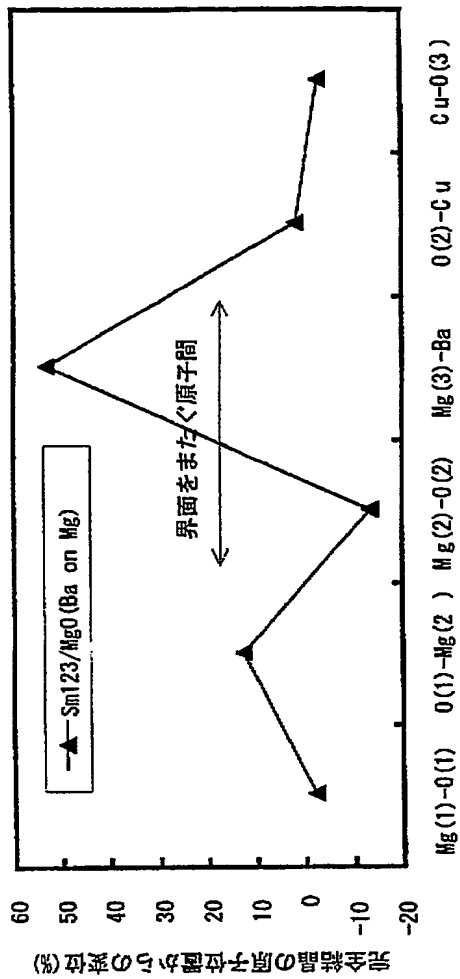 完全結晶の原子位置からの変位(%)
60
50
40
30
20
10
0
-10
-20
Sm123/MgO(Ba on Mg)
界面をまたぐ原子間
Mg(1)-O(1)
O(1)-Mg(2 )
Mg(2)-O(2)
Mg(3)-Ba
O(2)-Cu
Cu-O(3)